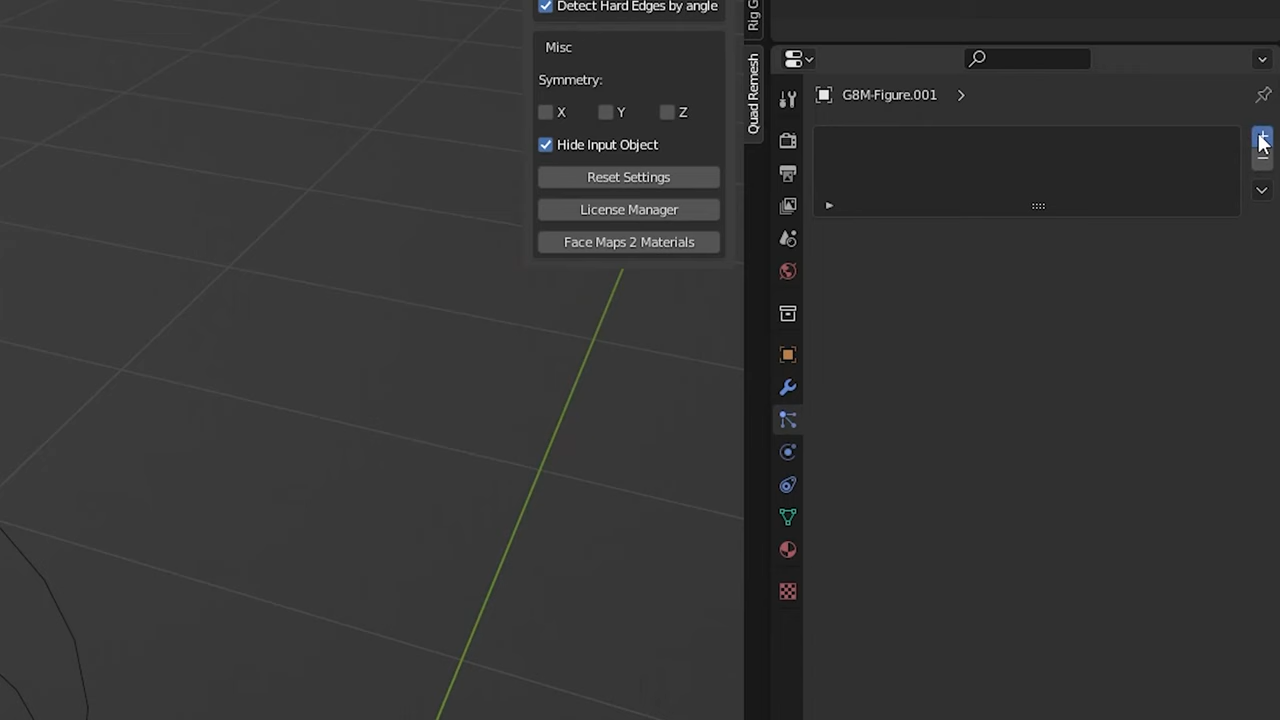 Detect Hard Edges by angle
Misc
Symmetry:
X Y Z
Hide Input Object
Reset Settings
License Manager
Face Maps 2 Materials
Rig G
Quad Remesh
G8M-Figure.001